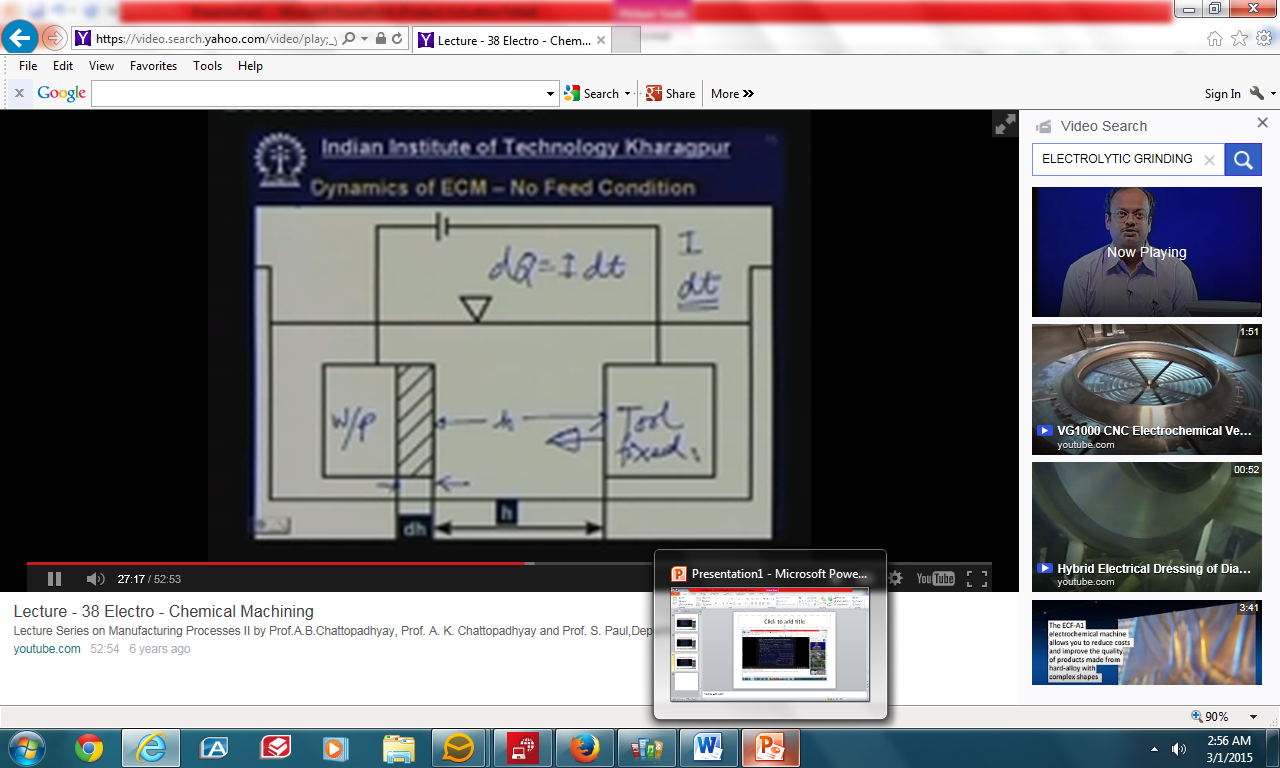 https://video.search.yahoo.com/video/play;_y
Lecture - 38 Electro - Chem...
File Edit View Favorites Tools Help
x Google Search Share More Sign In
Indian Institute of Technology Kharagpur
Dynamics of ECM – No Feed Condition
I
dQ = I dt
dt
W/P
h
Tool
fixed
dh
h
27:17 / 52:53
YouTube
Lecture - 38 Eletro - Chemical Machining
Lecture Series on Manufacturing Processes II by Prof.A.B.Chattopadhyay, Prof. A. K. Chattopadhyay and Prof. S. Paul,Dep
youtube.com 52:54 6 years ago
Video Search
ELECTROLYTIC GRINDING
Now Playing
1:51
VG1000 CNC Electrochemical Ve...
youtube.com
00:52
Hybrid Electrical Dressing of Dia...
youtube.com
3:41
The ECF-A1
electrochemical machine
allows you to reduce costs
and improve the quality
of products made from
hard-alloy with
complex shapes
Presentation1 - Microsoft Powe...
Click to add title
90%
2:56 AM
3/1/2015